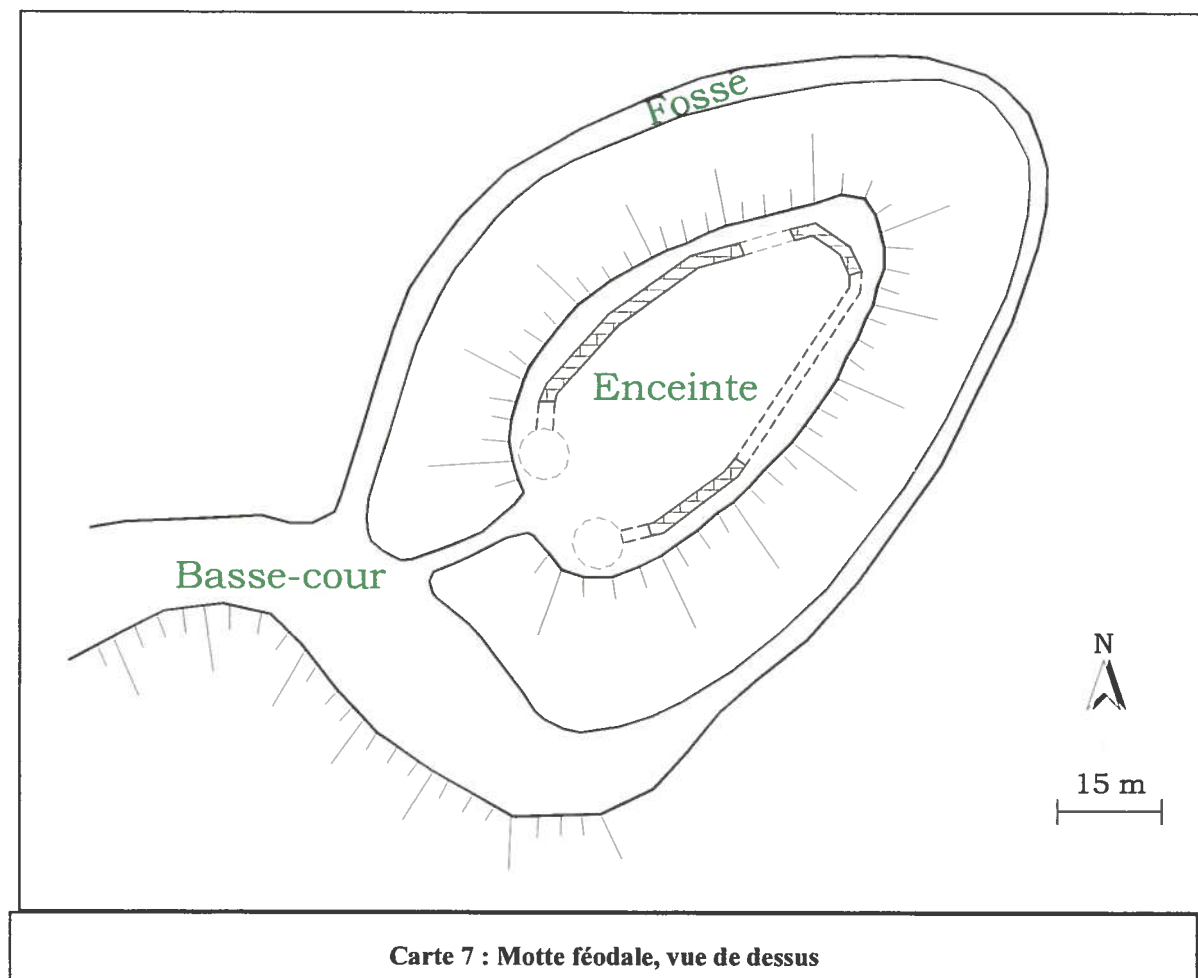 Fosse
Enceinte
Basse-cour
N
15 m
Carte 7 : Motte féodale, vue de dessus